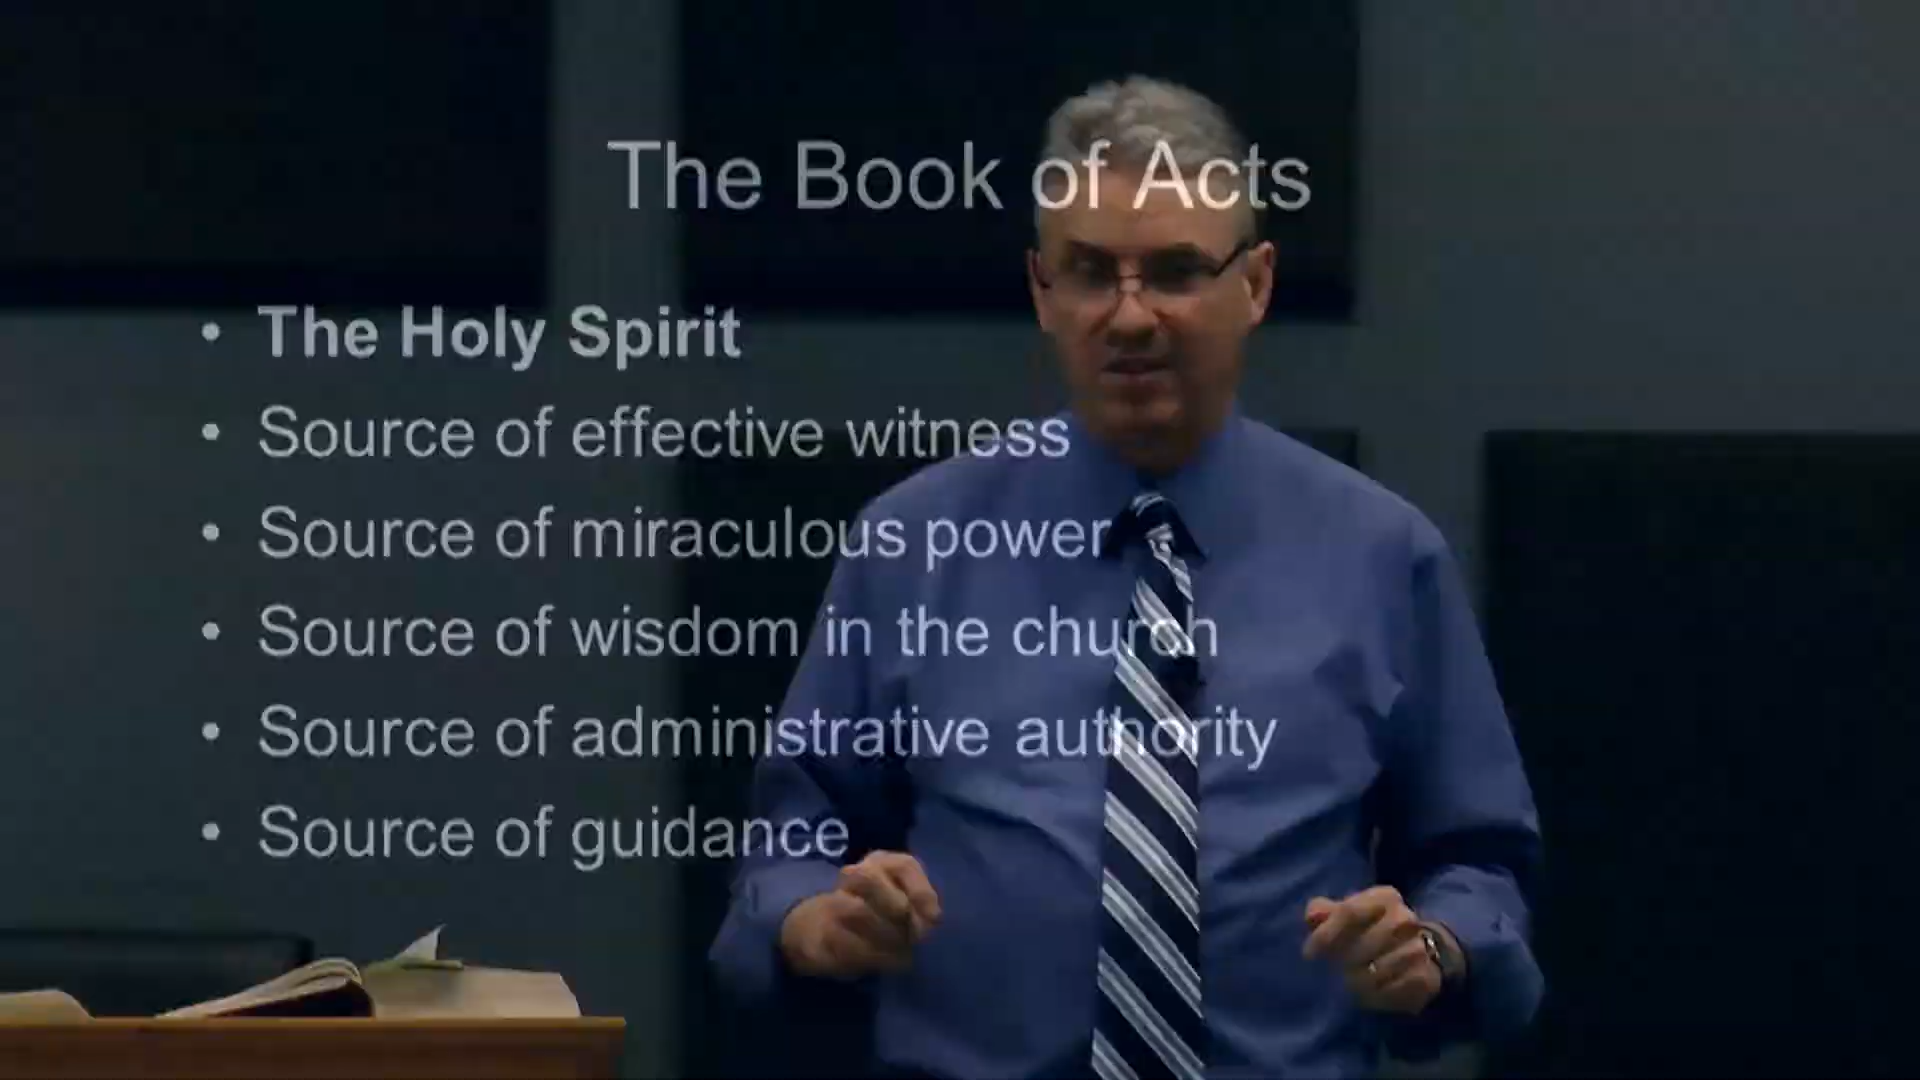 The Book of Acts
• The Holy Spirit
• Source of effective witness
• Source of miraculous power
• Source of wisdom in the church
• Source of administrative authority
• Source of guidance